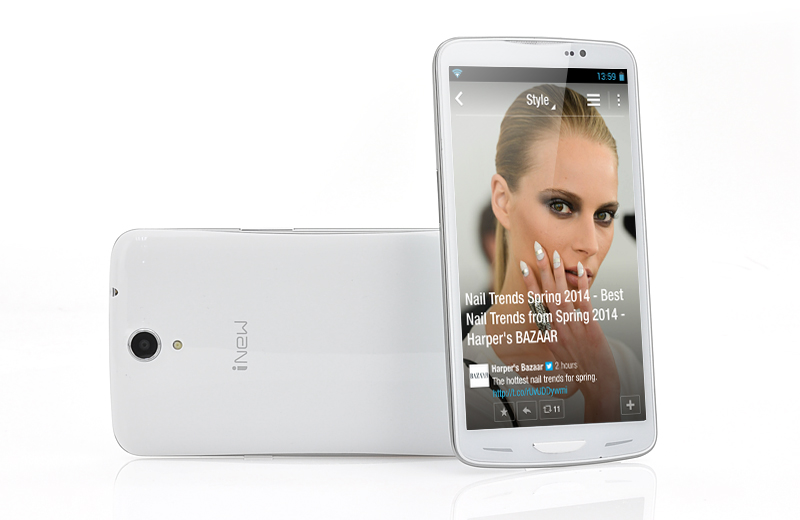 13:59
Style
Nail Trends Spring 2014 - Best
Nail Trends from Spring 2014 -
Harper's BAZAAR
BAZAAR
Harper's Bazaar 2 hours
The hottest nail trends for spring.
11
iNew